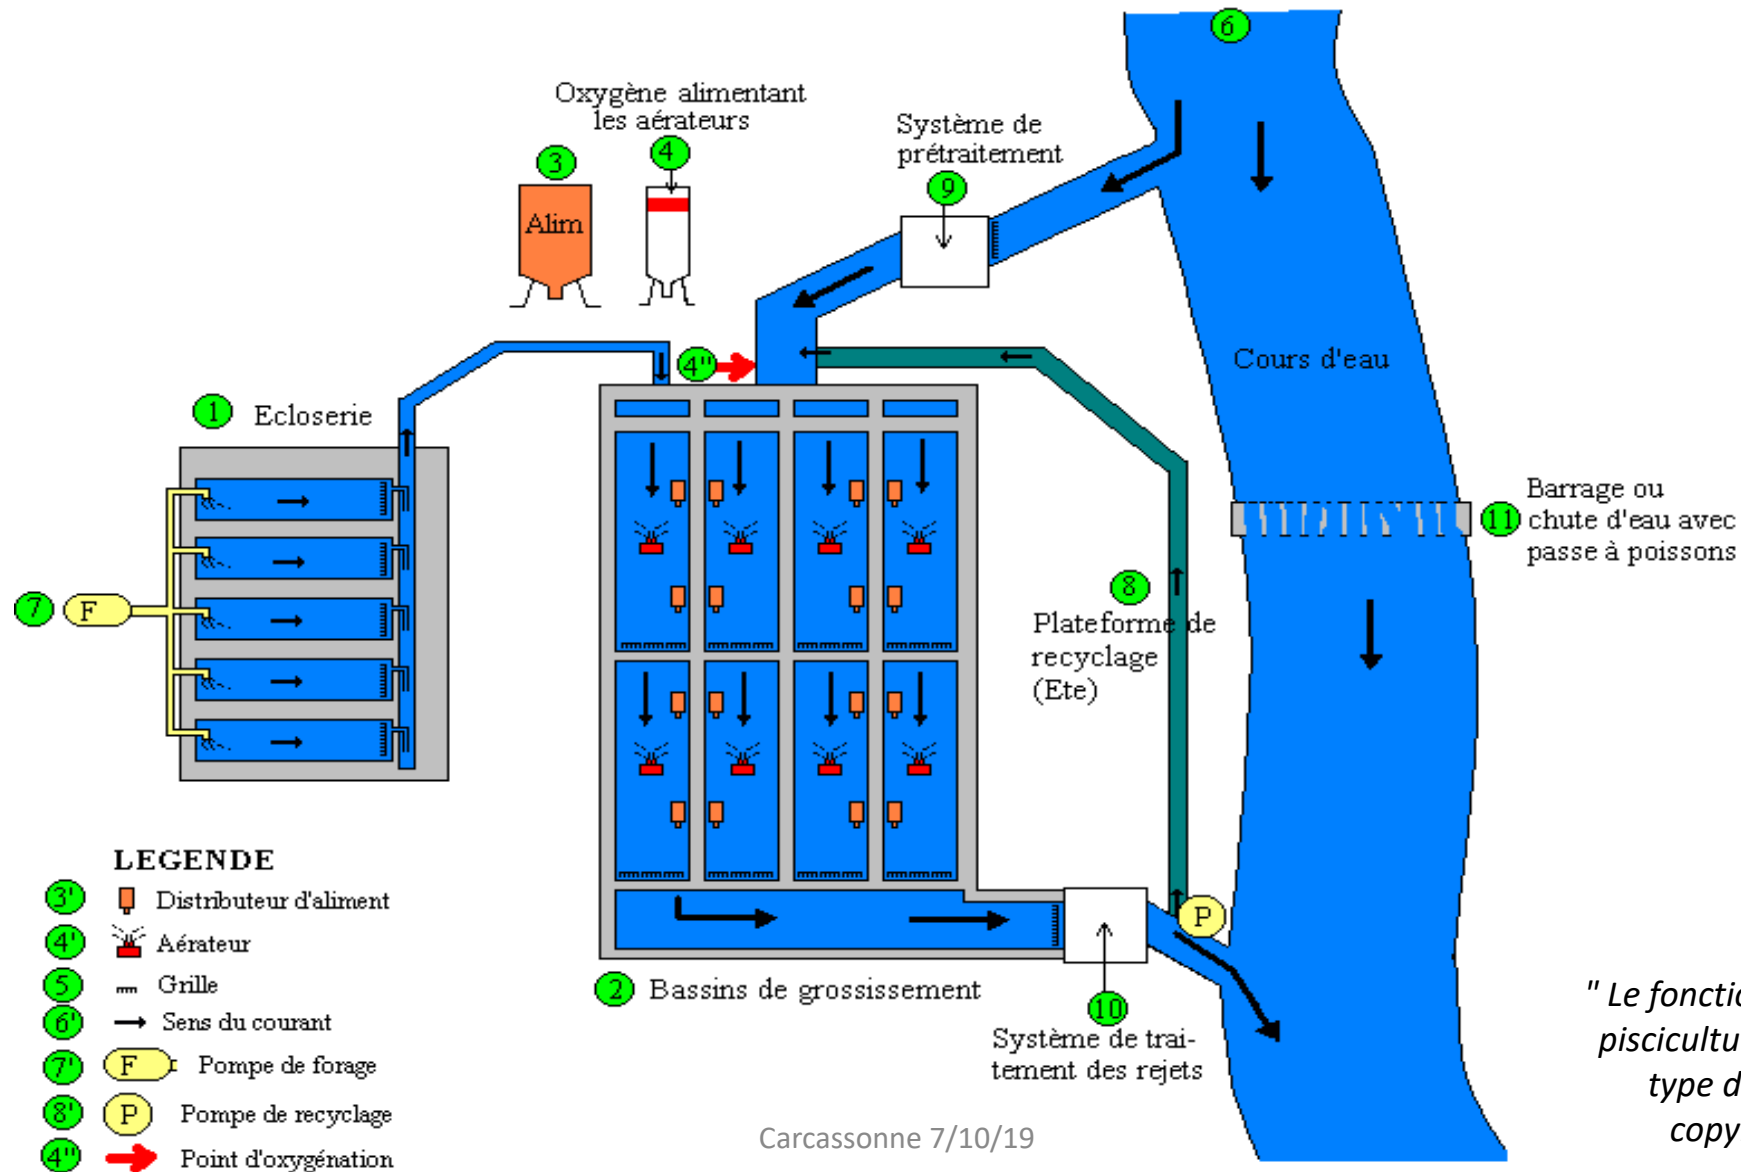 6
Oxygène alimentant
les aérateurs
3
4
Alim
Système de
prétraitement
9
4"
Cours d'eau
1 Ecloserie
7 F
11 Barrage ou
chute d'eau avec
passe à poissons
8
Plateforme de
recyclage
(Ete)
P
2 Bassins de grossissement
10
Système de trai-
tement des rejets
LEGENDE
3' Distributeur d'aliment
4' Aérateur
5 Grille
6' Sens du courant
7' F Pompe de forage
8' P Pompe de recyclage
4" Point d'oxygénation
Carcassonne 7/10/19
" Le fonctio
piscicultu
type d
copy